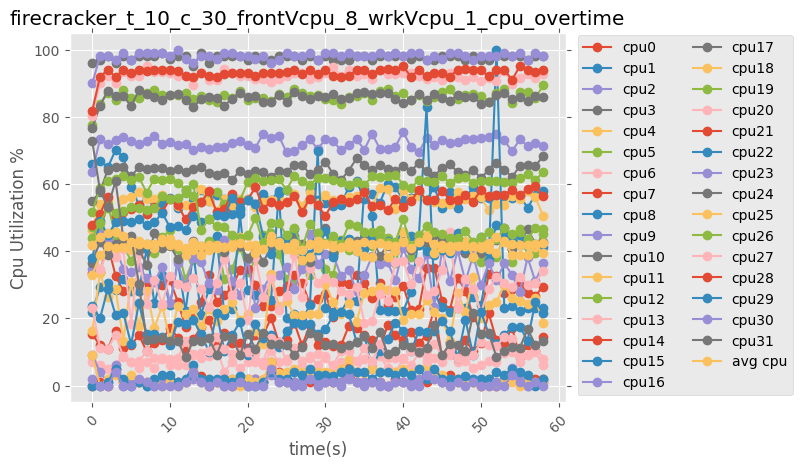 firecracker_t_10_c_30_frontVcpu_8_wrkVcpu_1_cpu_overtime
Cpu Utilization %
100
80
60
40
20
0
0 10 20 30 40 50 60
time(s)
cpu0
cpu1
cpu2
cpu3
cpu4
cpu5
cpu6
cpu7
cpu8
cpu9
cpu10
cpu11
cpu12
cpu13
cpu14
cpu15
cpu16
cpu17
cpu18
cpu19
cpu20
cpu21
cpu22
cpu23
cpu24
cpu25
cpu26
cpu27
cpu28
cpu29
cpu30
cpu31
avg cpu